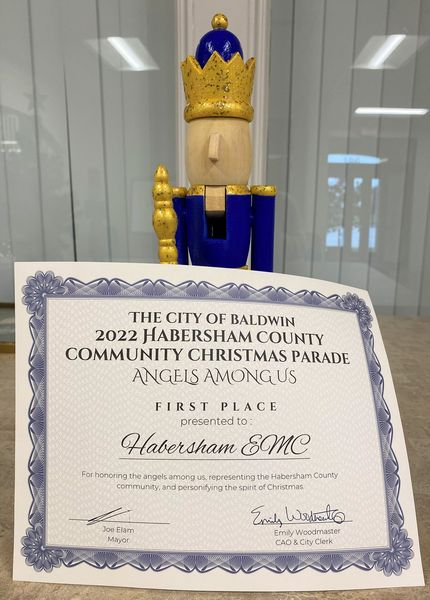 THE CITY OF BALDWIN
2022 HABERSHAM COUNTY
COMMUNITY CHRISTMAS PARADE
ANGELS AMONG US
FIRST PLACE
presented to :
Habersham EMC
For honoring the angels among us, representing the Habersham County
community, and personifying the spirit of Christmas.
Joe Elam
Mayor
Emily Woodmaster
Emily Woodmaster
CAO & City Clerk